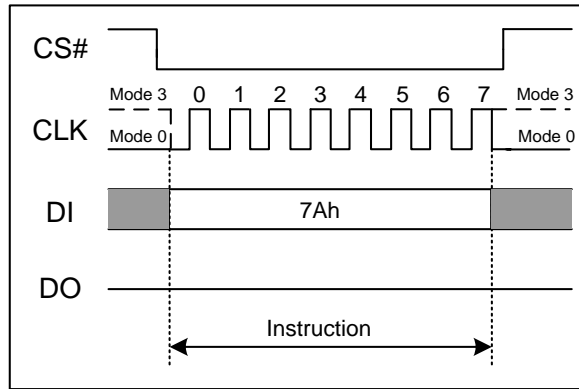 CS#
Mode 3 0 1 2 3 4 5 6 7 Mode 3
CLK
Mode 0 Mode 0
DI 7Ah
DO
Instruction